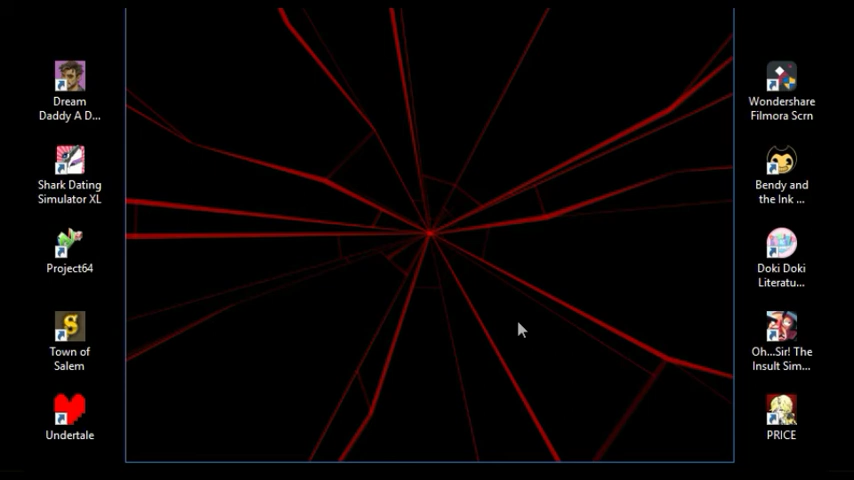 Dream
Daddy A D...
Shark Dating
Simulator XL
Project64
Town of
Salem
Undertale
Wondershare
Filmora Scrn
Bendy and
the Ink ...
Doki Doki
Literatu...
Oh...Sir! The
Insult Sim...
PRICE